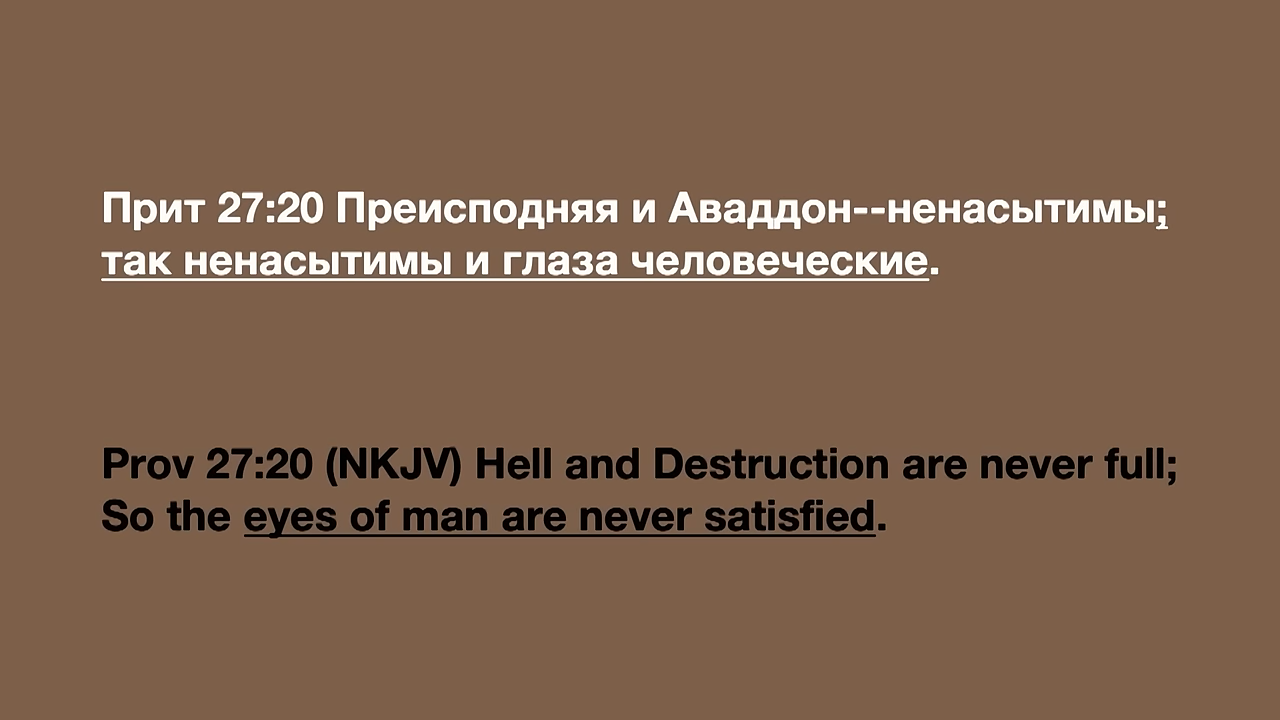 Прит 27:20 Преисподняя и Аваддон--ненасытимы;
так ненасытимы и глаза человеческие.
Prov 27:20 (NKJV) Hell and Destruction are never full;
So the eyes of man are never satisfied.